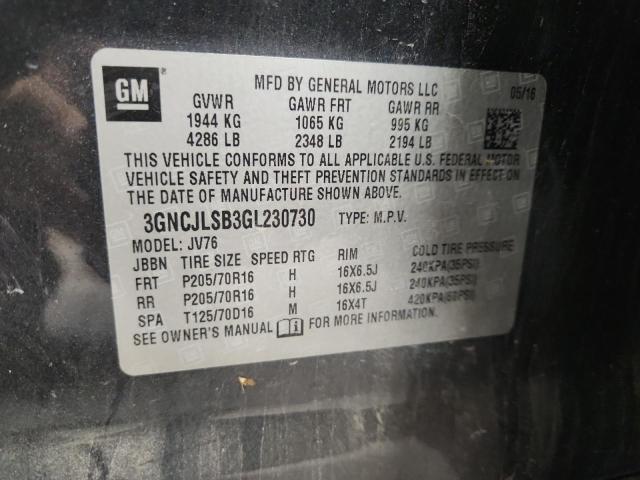 GM
MFD BY GENERAL MOTORS LLC 05/16
GVWR GAWR FRT GAWR RR
1944 KG 1065 KG 995 KG
4286 LB 2348 LB 2194 LB
THIS VEHICLE CONFORMS TO ALL APPLICABLE U.S. FEDERAL MOTOR
VEHICLE SAFETY AND THEFT PREVENTION STANDARDS IN EFFECT ON
THE DATE OF MANUFACTURE SHOWN ABOVE.
3GNCJLSB3GL230730 TYPE: M.P.V.
MODEL: JV76
JBBN TIRE SIZE SPEED RTG RIM COLD TIRE PRESSURE
FRT P205/70R16 H 16X6.5J 240KPA(35PSI)
RR P205/70R16 H 16X6.5J 240KPA(35PSI)
SPA T125/70D16 M 16X4T 420KPA(60PSI)
SEE OWNER'S MANUAL i FOR MORE INFORMATION.